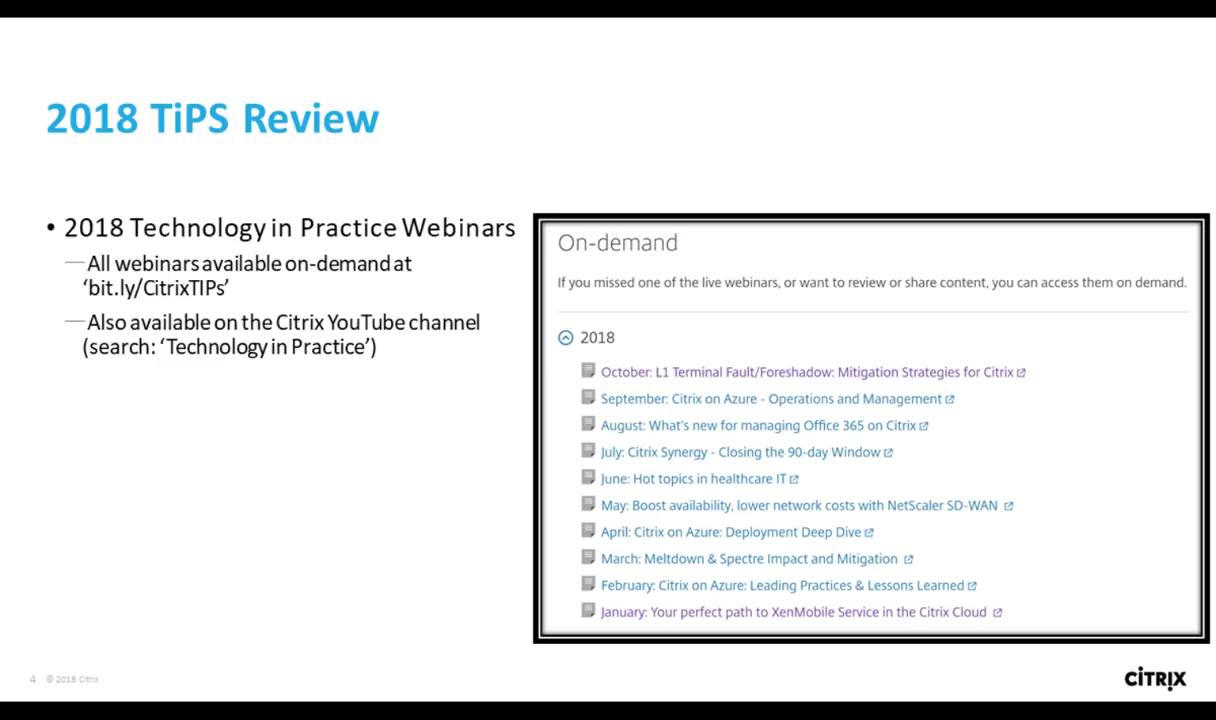 2018 TiPS Review
• 2018 Technology in Practice Webinars
— All webinars available on-demand at
‘bit.ly/CitrixTIPs’
— Also available on the Citrix YouTube channel
(search: ‘Technology in Practice’)
On-demand
If you missed one of the live webinars, or want to review or share content, you can access them on demand.
2018
October: L1 Terminal Fault/Foreshadow: Mitigation Strategies for Citrix
September: Citrix on Azure - Operations and Management
August: What's new for managing Office 365 on Citrix
July: Citrix Synergy - Closing the 90-day Window
June: Hot topics in healthcare IT
May: Boost availability, lower network costs with NetScaler SD-WAN
April: Citrix on Azure: Deployment Deep Dive
March: Meltdown & Spectre Impact and Mitigation
February: Citrix on Azure: Leading Practices & Lessons Learned
January: Your perfect path to XenMobile Service in the Citrix Cloud
4 © 2018 Citrix
CİTRIX